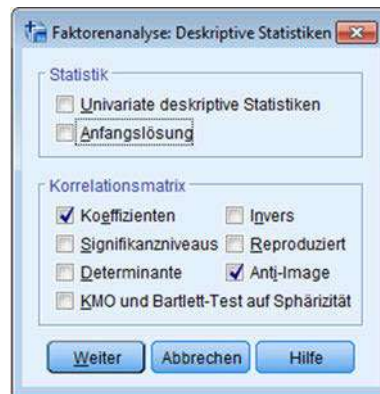 Faktorenanalyse: Deskriptive Statistiken
Statistik
Univariate deskriptive Statistiken
Anfangslösung
Korrelationsmatrix
Koeffizienten Invers
Signifikanzniveaus Reproduziert
Determinante Anti-Image
KMO und Bartlett-Test auf Sphärizität
Weiter Abbrechen Hilfe